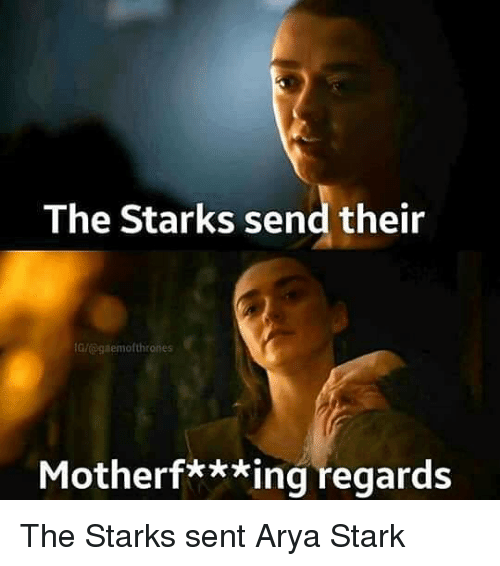 The Starks send their
IG/@gaemofthrones
Motherf***ing regards
The Starks sent Arya Stark